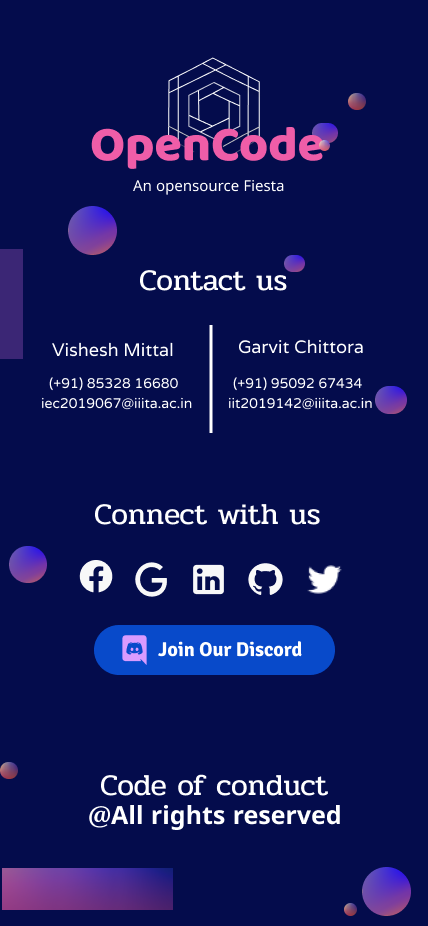 OpenCode
An opensource Fiesta
Contact us
Vishesh Mittal
(+91) 85328 16680
iec2019067@iiita.ac.in
Garvit Chittora
(+91) 95092 67434
iit2019142@iiita.ac.in
Connect with us
Join Our Discord
Code of conduct
@All rights reserved